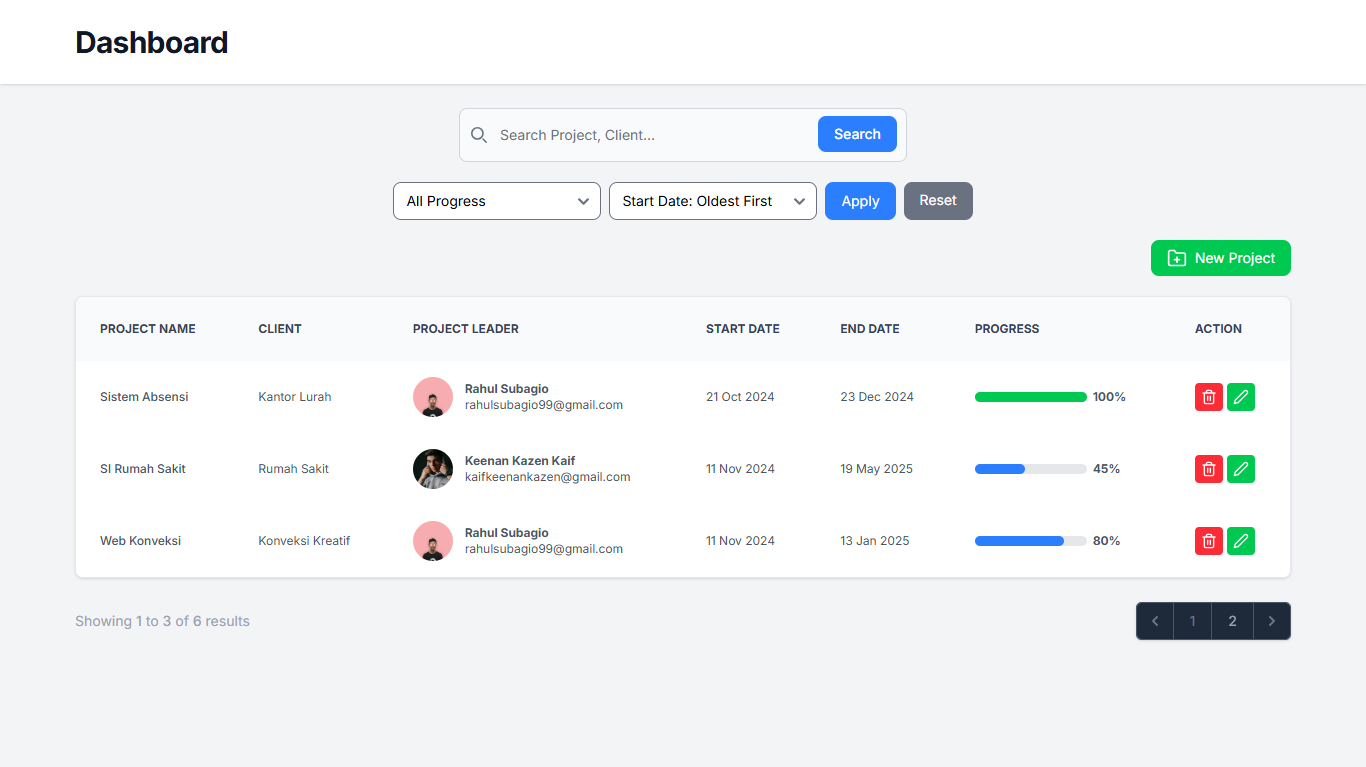 Dashboard
Search Project, Client...
Search
All Progress
Start Date: Oldest First
Apply
Reset
New Project
PROJECT NAME CLIENT PROJECT LEADER START DATE END DATE PROGRESS ACTION
Rahul Subagio
Sistem Absensi Kantor Lurah rahulsubagio99@gmail.com 21 Oct 2024 23 Dec 2024 100%
Keenan Kazen Kaif
SI Rumah Sakit Rumah Sakit kaifkeenankazen@gmail.com 11 Nov 2024 19 May 2025 45%
Rahul Subagio
Web Konveksi Konveksi Kreatif rahulsubagio99@gmail.com 11 Nov 2024 13 Jan 2025 80%
Showing 1 to 3 of 6 results
1 2